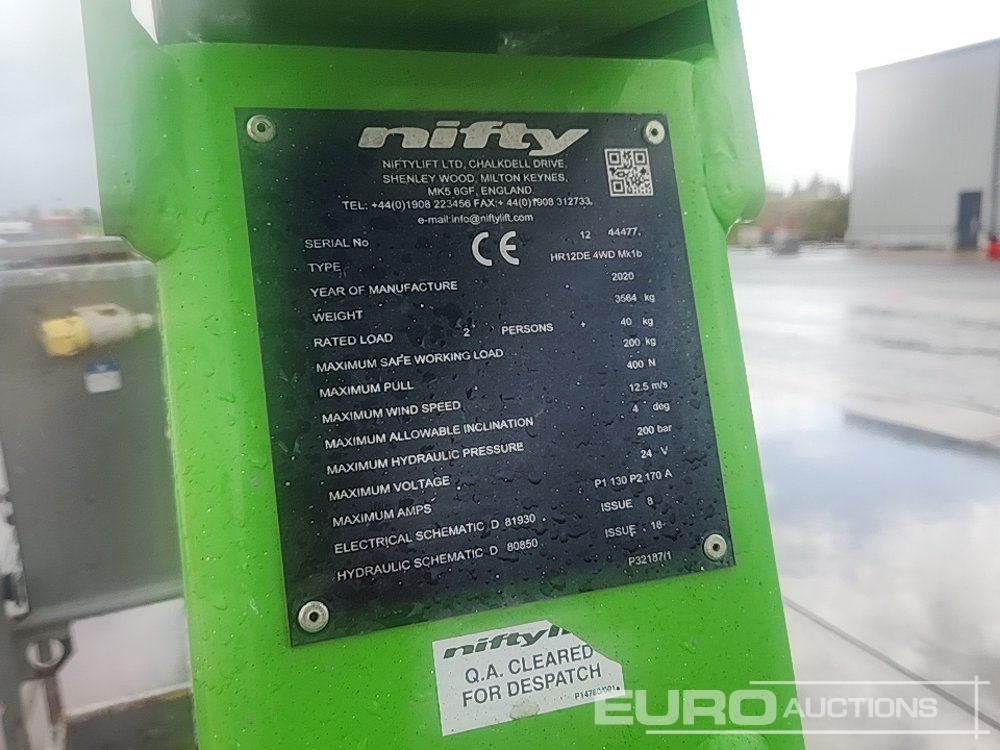 nifty
NIFTYLIFT LTD, CHALKDELL DRIVE,
SHENLEY WOOD, MILTON KEYNES,
MK5 8GF, ENGLAND.
TEL: +44(0)1908 223456 FAX:+ 44(0)1908 312733
e-mail:info@niftylift.com
CE
SERIAL No 12 44477
TYPE HR12DE 4WD Mk1b
YEAR OF MANUFACTURE 2020
WEIGHT 3564 kg
RATED LOAD 2 PERSONS + 40 kg
MAXIMUM SAFE WORKING LOAD 200 kg
MAXIMUM PULL 400 N
MAXIMUM WIND SPEED 12.5 m/s
MAXIMUM ALLOWABLE INCLINATION 4 deg
MAXIMUM HYDRAULIC PRESSURE 200 bar
MAXIMUM VOLTAGE 24 V
MAXIMUM AMPS P1 130 P2 170 A
ELECTRICAL SCHEMATIC D 81930 ISSUE 8
HYDRAULIC SCHEMATIC D 80850 ISSUE 18
P32187/1
Q.A. CLEARED
FOR DESPATCH
EURO AUCTIONS